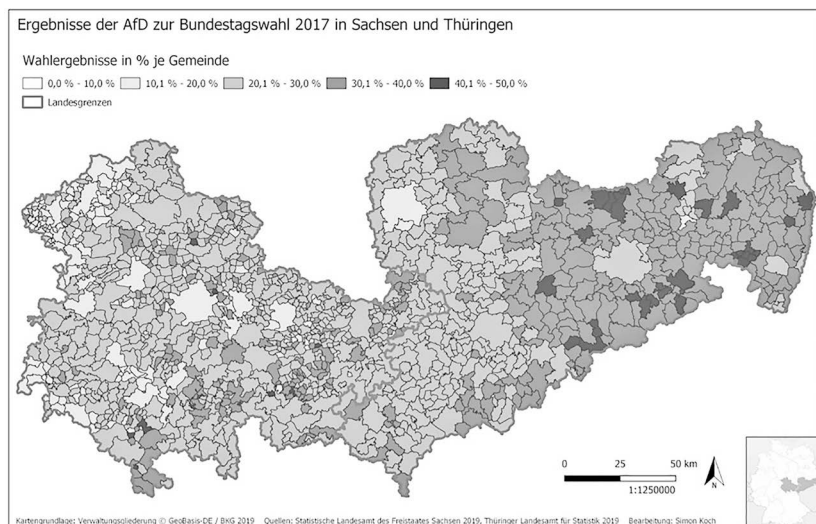 Ergebnisse der AfD zur Bundestagswahl 2017 in Sachsen und Thüringen
Wahlergebnisse in % je Gemeinde
0,0 % - 10,0 % 10,1 % - 20,0 % 20,1 % - 30,0 % 30,1 % - 40,0 % 40,1 % - 50,0 %
Landesgrenzen
0 25 50 km
1:1250000
N
Kartengrundlage: Verwaltungsgliederung © GeoBasis-DE / BKG 2019 Quellen: Statistische Landesamt des Freistaates Sachsen 2019, Thüringer Landesamt für Statistik 2019 Bearbeitung: Simon Koch